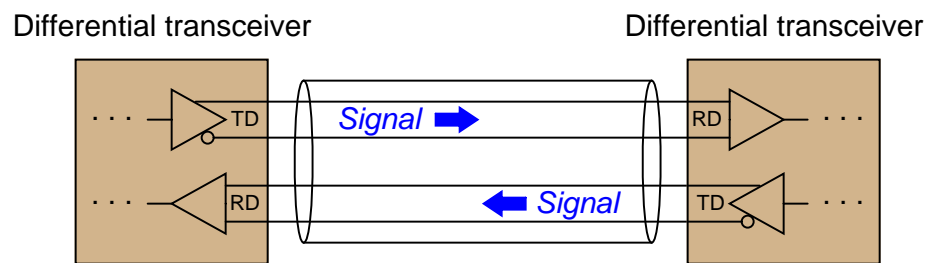 Differential transceiver Differential transceiver
. . . TD Signal RD . . .
. . . RD Signal TD . . .